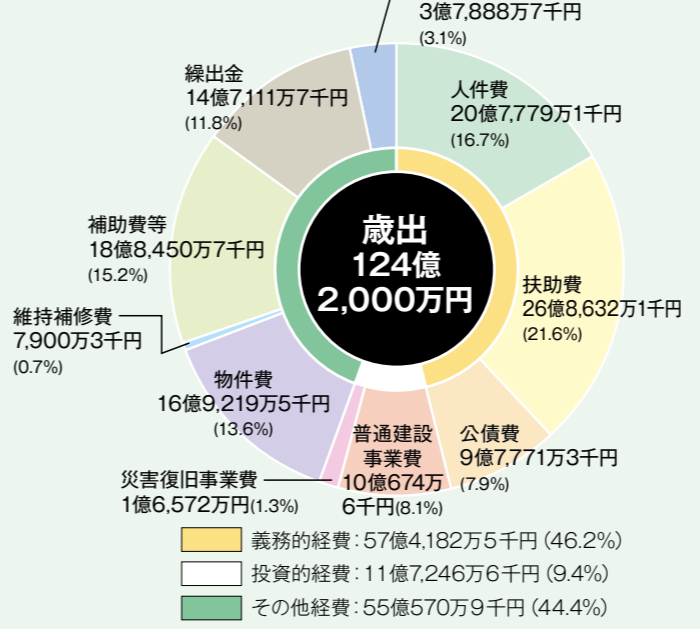 3億7,888万7千円
(3.1%)
人件費
20億7,779万1千円
(16.7%)
扶助費
26億8,632万1千円
(21.6%)
公債費
9億7,771万3千円
(7.9%)
普通建設
事業費
10億674万
6千円(8.1%)
災害復旧事業費
1億6,572万円(1.3%)
物件費
16億9,219万5千円
(13.6%)
維持補修費
7,900万3千円
(0.7%)
補助費等
18億8,450万7千円
(15.2%)
繰出金
14億7,111万7千円
(11.8%)
歳出
124億
2,000万円
義務的経費：57億4,182万5千円（46.2%）
投資的経費：11億7,246万6千円（9.4%）
その他経費：55億570万9千円（44.4%）